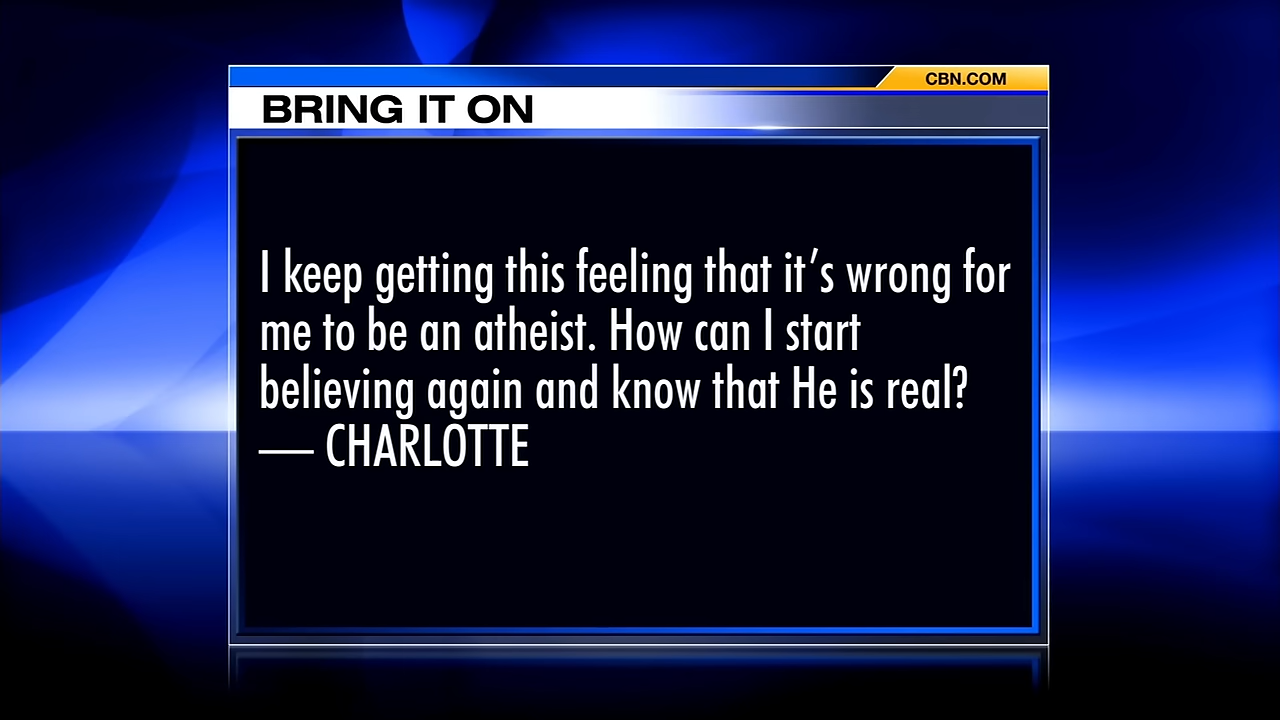 CBN.COM
BRING IT ON
I keep getting this feeling that it’s wrong for
me to be an atheist. How can I start
believing again and know that He is real?
— CHARLOTTE